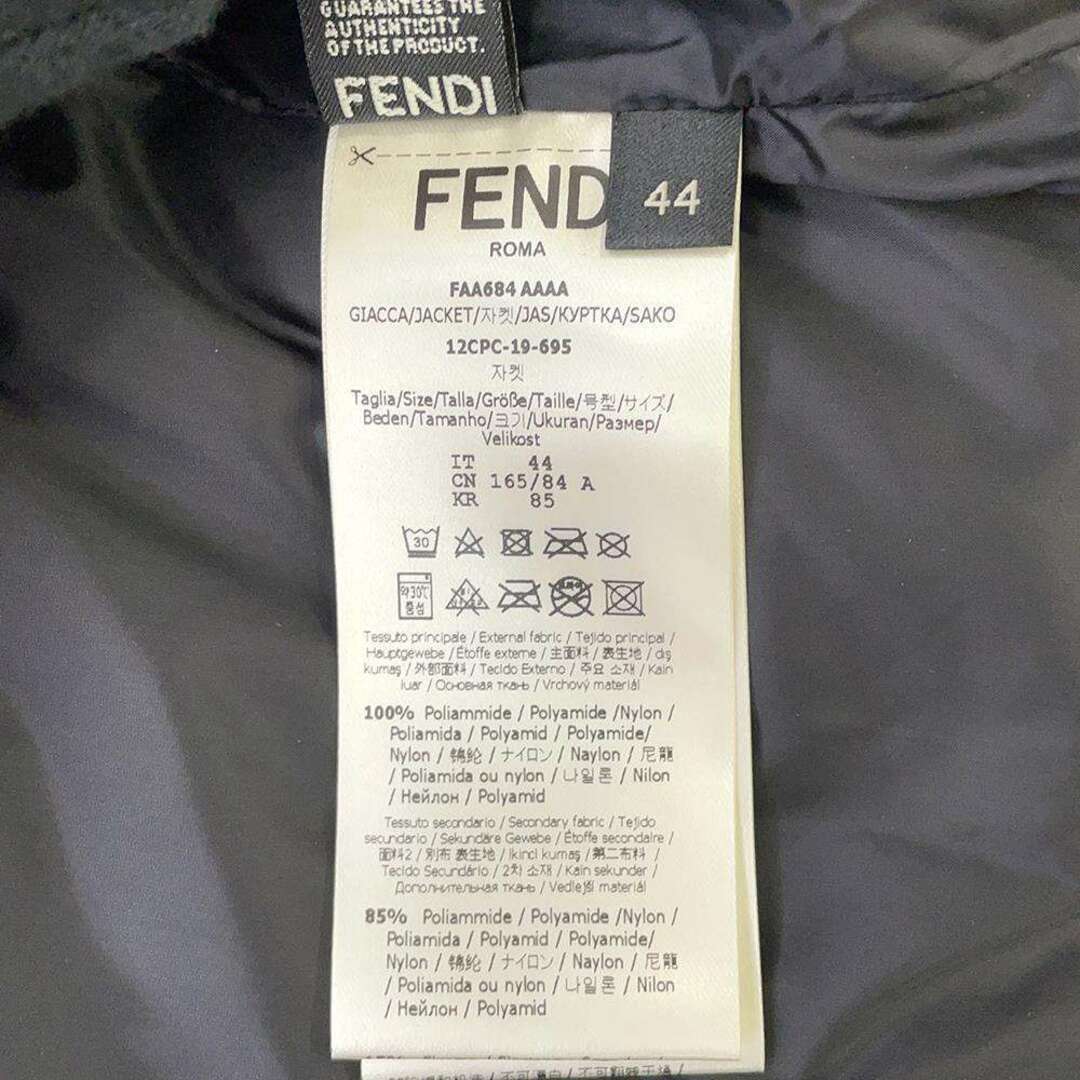 GUARANTEES THE
AUTHENTICITY
OF THE PRODUCT.
FENDI
FEND
44
ROMA
FAA684 AAAA
GIACCA/JACKET/자켓/JAS/КУРТКА/SAKO
12CPC-19-695
자켓
Taglia/Size/Talla/Größe/Taille/号型/サイズ/
Beden/Tamanho/크기/Ukuran/Размер/
Velikost
IT 44
CN 165/84 A
KR 85
30
약30℃
중성
Tessuto principale / External fabric / Tejido principal /
Hauptgewebe / Étoffe externe / 主面料 / 表生地 / dış
kumaş / 外部面料 / Tecido Externo / 주요 소재 / Kain
luar / Основная ткань / Vrchový materiál
100% Poliammide / Polyamide /Nylon /
Poliamida / Polyamid / Polyamide/
Nylon / 锦纶 / ナイロン / Naylon / 尼龍
/ Poliamida ou nylon / 나일론 / Nilon
/ Нейлон / Polyamid
Tessuto secondario / Secondary fabric / Tejido
secundario / Sekundäre Gewebe / Étoffe secondaire /
面料2 / 別布 表生地 / İkinci kumaş / 第二布料 /
Tecido Secundário / 2차 소재 / Kain sekunder /
Дополнительная ткань / Vedlejší materiál
85% Poliammide / Polyamide /Nylon /
Poliamida / Polyamid / Polyamide/
Nylon / 锦纶 / ナイロン / Naylon / 尼龍
/ Poliamida ou nylon / 나일론 / Nilon
/ Нейлон / Polyamid